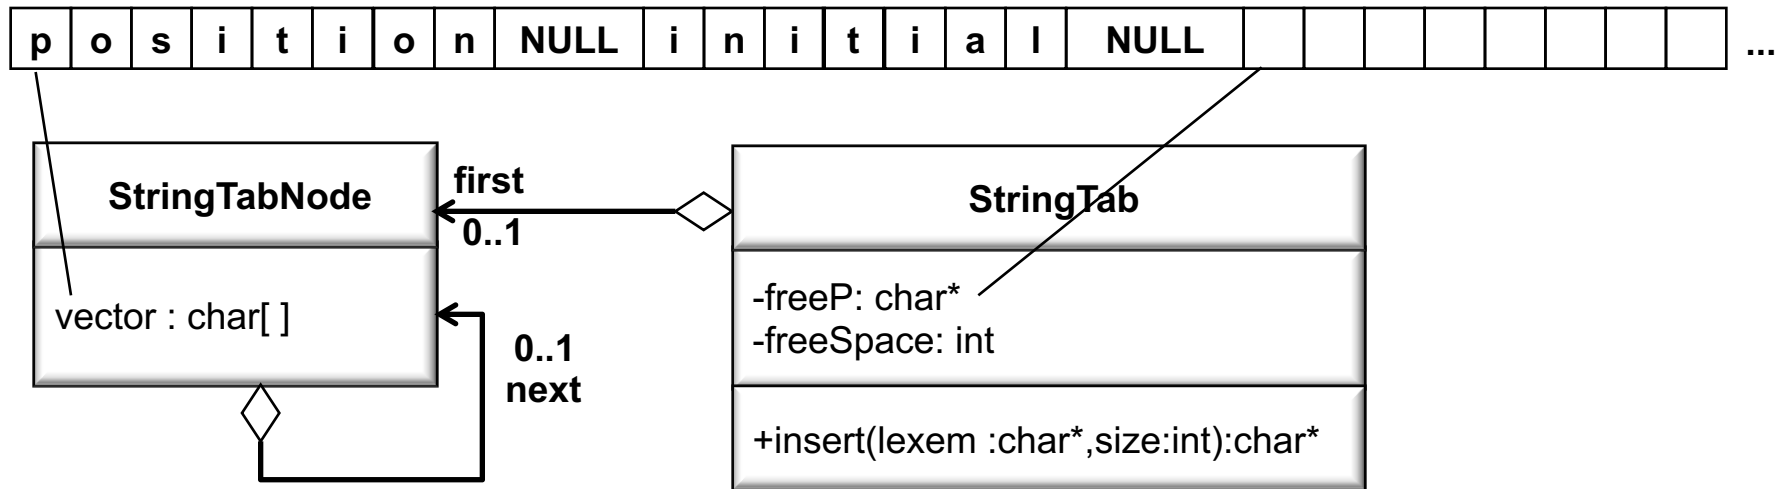 p o s i t i o n NULL i n i t i a l NULL ...
StringTabNode
vector : char[ ]
first
0..1
0..1
next
StringTab
-freeP: char*
-freeSpace: int
+insert(lexem :char*,size:int):char*